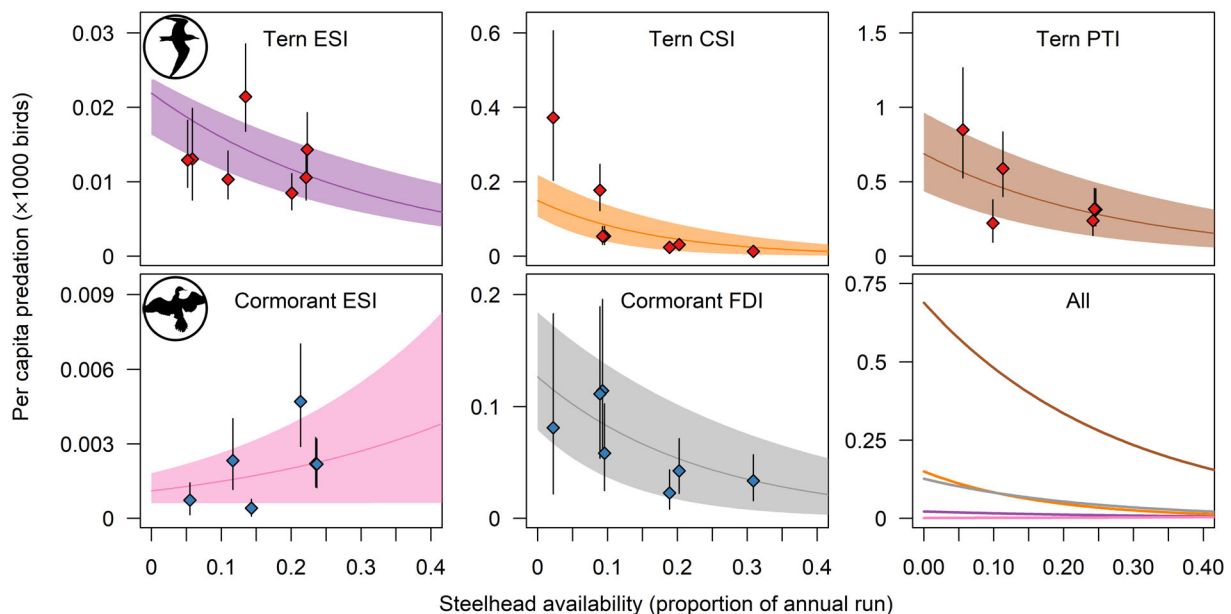 Per capita predation (×1000 birds)
Tern ESI
0.03
0.02
0.01
0
Tern CSI
0.6
0.4
0.2
0
Tern PTI
1.5
1
0.5
0
Cormorant ESI
0.009
0.006
0.003
0
0 0.1 0.2 0.3 0.4
Cormorant FDI
0.2
0.1
0
0 0.1 0.2 0.3 0.4
All
0.75
0.5
0.25
0
0.00 0.10 0.20 0.30 0.4
Steelhead availability (proportion of annual run)